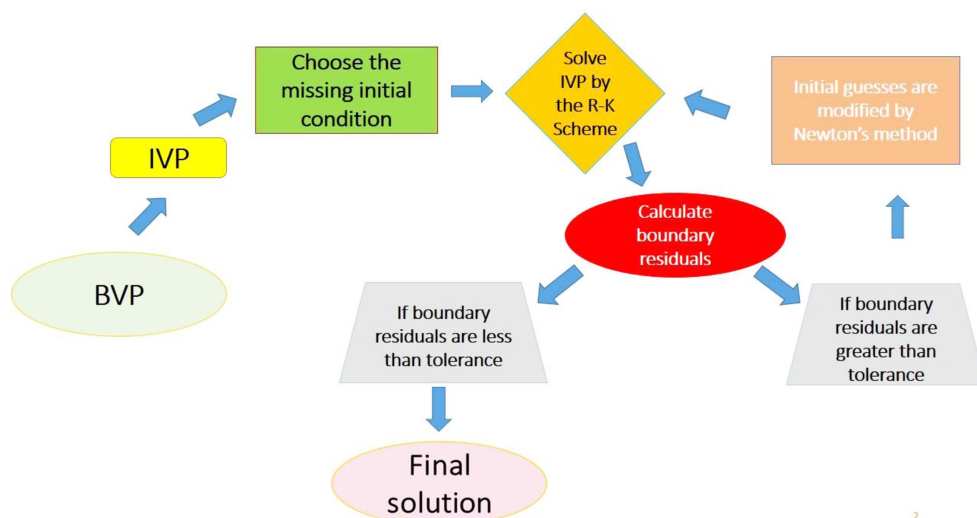 BVP
IVP
Choose the
missing initial
condition
Solve
IVP by
the R-K
Scheme
Initial guesses are
modified by
Newton's method
Calculate
boundary
residuals
If boundary
residuals are less
than tolerance
If boundary
residuals are
greater than
tolerance
Final
solution
2